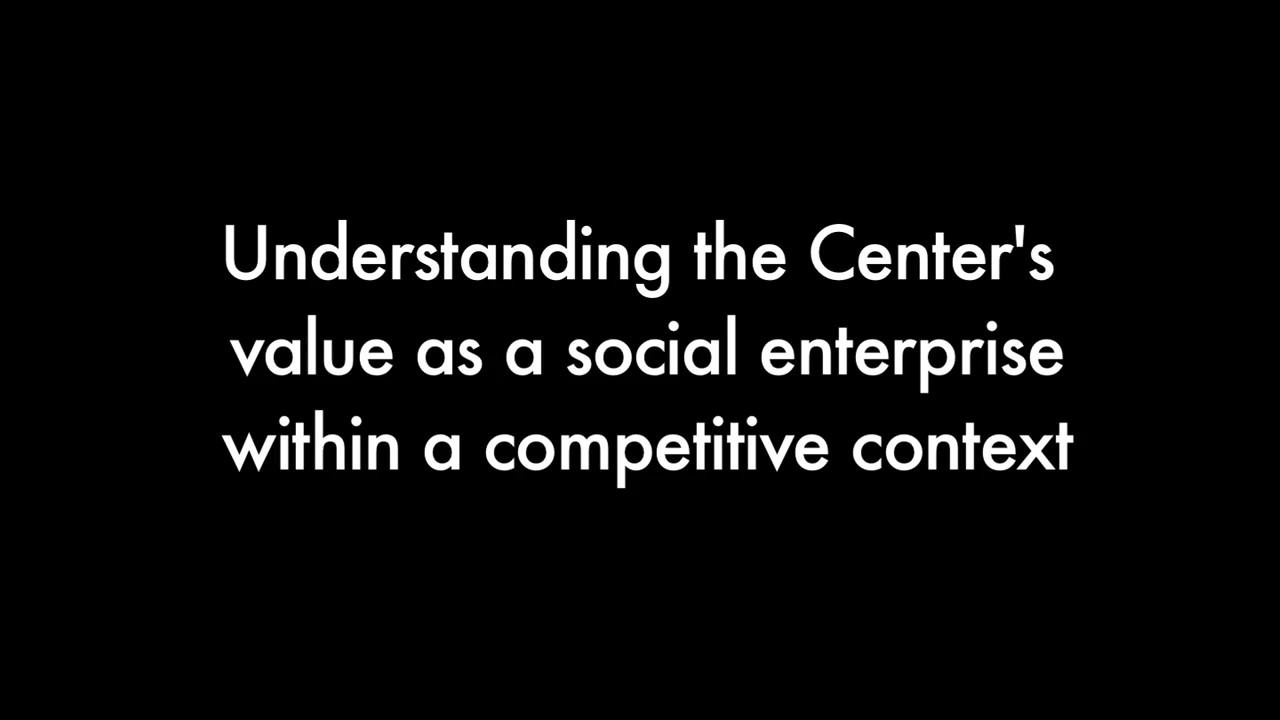 Understanding the Center's
value as a social enterprise
within a competitive context